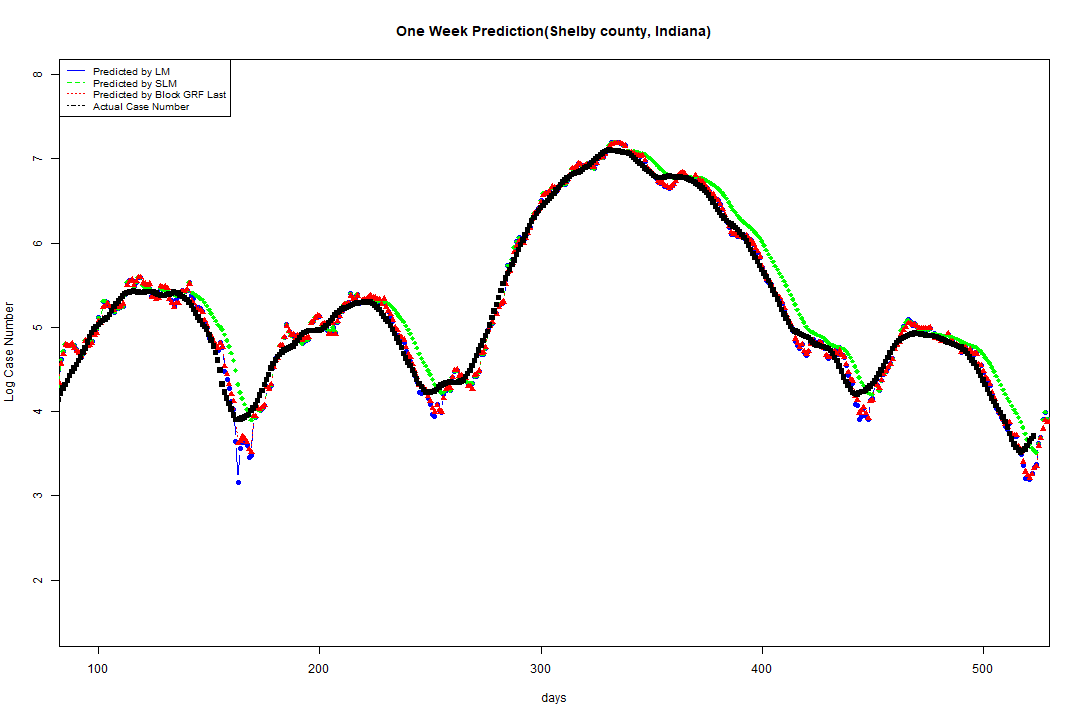 One Week Prediction(Shelby county, Indiana)
Predicted by LM
Predicted by SLM
Predicted by Block GRF Last
Actual Case Number
8
7
6
5
4
3
2
Log Case Number
100 200 300 400 500
days